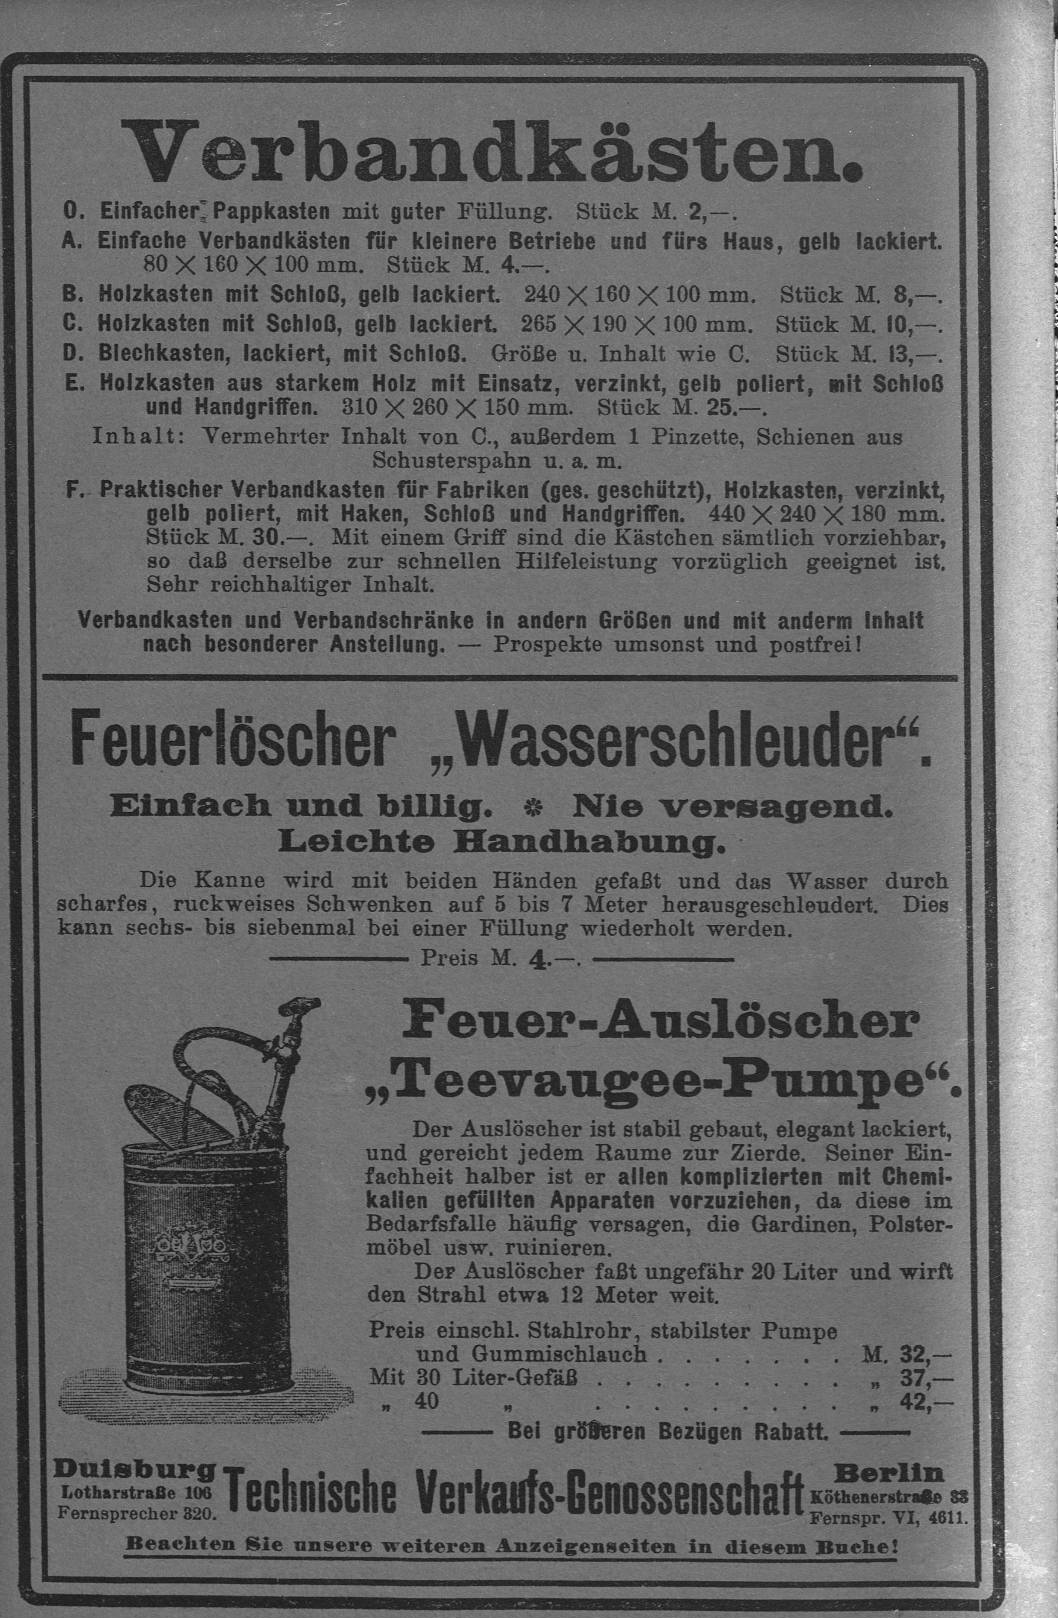 Verbandkästen.
O. Einfacher Pappkasten mit guter Füllung. Stück M. 2,—.
A. Einfache Verbandkästen für kleinere Betriebe und fürs Haus, gelb lackiert.
80 × 160 × 100 mm. Stück M. 4.—.
B. Holzkasten mit Schloß, gelb lackiert. 240 × 160 × 100 mm. Stück M. 8,—.
C. Holzkasten mit Schloß, gelb lackiert. 265 × 190 × 100 mm. Stück M. 10,—.
D. Blechkasten, lackiert, mit Schloß. Größe u. Inhalt wie C. Stück M. 13,—.
E. Holzkasten aus starkem Holz mit Einsatz, verzinkt, gelb poliert, mit Schloß
und Handgriffen. 310 × 260 × 150 mm. Stück M. 25.—.
Inhalt: Vermehrter Inhalt von C., außerdem 1 Pinzette, Schienen aus
Schusterspahn u. a. m.
F. Praktischer Verbandkasten für Fabriken (ges. geschützt), Holzkasten, verzinkt,
gelb poliert, mit Haken, Schloß und Handgriffen. 440 × 240 × 180 mm.
Stück M. 30.—. Mit einem Griff sind die Kästchen sämtlich vorziehbar,
so daß derselbe zur schnellen Hilfeleistung vorzüglich geeignet ist.
Sehr reichhaltiger Inhalt.
Verbandkasten und Verbandschränke in andern Größen und mit anderm Inhalt
nach besonderer Anstellung. — Prospekte umsonst und postfrei!
Feuerlöscher „Wasserschleuder“.
Einfach und billig. * Nie versagend.
Leichte Handhabung.
Die Kanne wird mit beiden Händen gefaßt und das Wasser durch
scharfes, ruckweises Schwenken auf 5 bis 7 Meter herausgeschleudert. Dies
kann sechs- bis siebenmal bei einer Füllung wiederholt werden.
Preis M. 4.—.
Feuer-Auslöscher
„Teevaugee-Pumpe“.
Der Auslöscher ist stabil gebaut, elegant lackiert,
und gereicht jedem Raume zur Zierde. Seiner Ein-
fachheit halber ist er allen komplizierten mit Chemi-
kalien gefüllten Apparaten vorzuziehen, da diese im
Bedarfsfalle häufig versagen, die Gardinen, Polster-
möbel usw. ruinieren.
Der Auslöscher faßt ungefähr 20 Liter und wirft
den Strahl etwa 12 Meter weit.
Preis einschl. Stahlrohr, stabilster Pumpe
und Gummischlauch . . . . . . . M. 32,—
Mit 30 Liter-Gefäß . . . . . . . . . „ 37,—
„ 40 „ . . . . . . . . . „ 42,—
Bei größeren Bezügen Rabatt.
Duisburg
Lotharstraße 106
Fernsprecher 320.
Technische Verkaufs-Genossenschaft
Berlin
Köthenerstraße 33
Fernspr. VI, 4611.
Beachten Sie unsere weiteren Anzeigenseiten in diesem Buche!